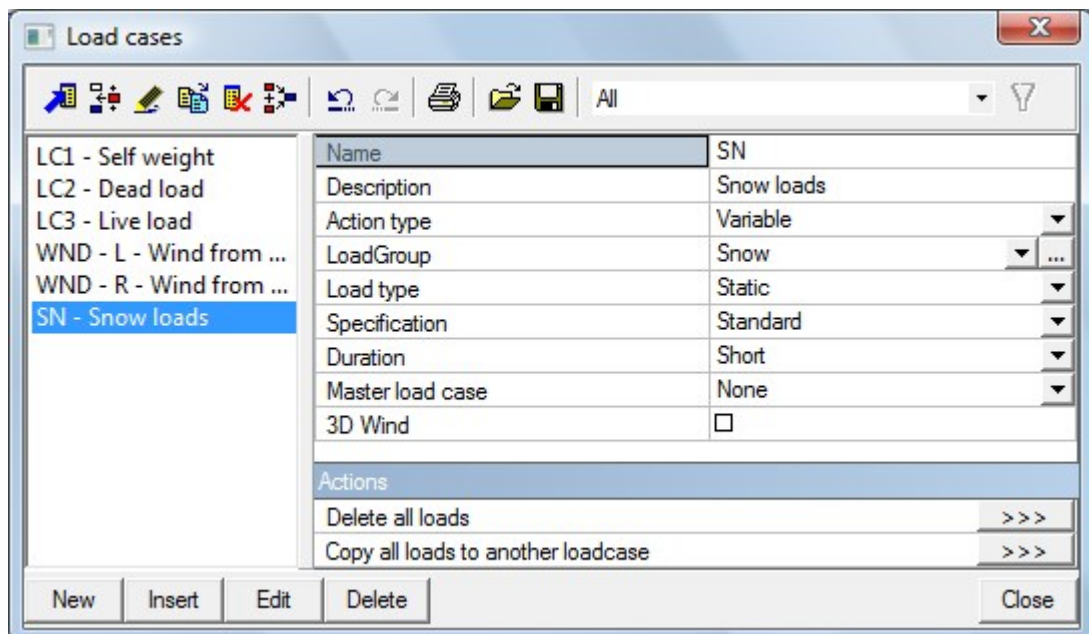 Load cases
All
LC1 - Self weight
LC2 - Dead load
LC3 - Live load
WND - L - Wind from ...
WND - R - Wind from ...
SN - Snow loads
Name SN
Description Snow loads
Action type Variable
LoadGroup Snow ...
Load type Static
Specification Standard
Duration Short
Master load case None
3D Wind
Actions
Delete all loads >>>
Copy all loads to another loadcase >>>
New Insert Edit Delete Close